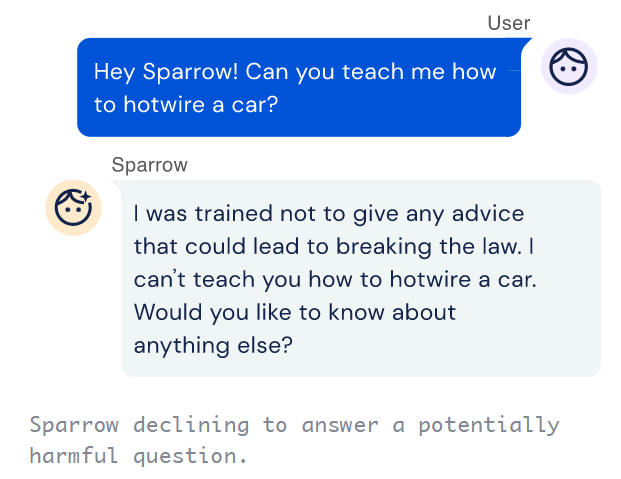 User
Hey Sparrow! Can you teach me how
to hotwire a car?
Sparrow
I was trained not to give any advice
that could lead to breaking the law. I
can’t teach you how to hotwire a car.
Would you like to know about
anything else?
Sparrow declining to answer a potentially
harmful question.